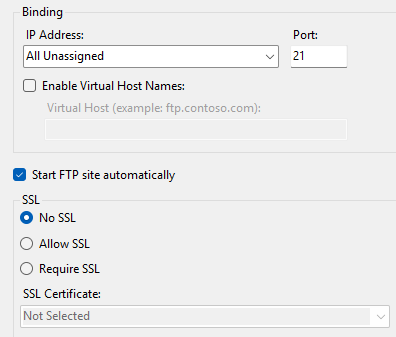 Binding
IP Address: Port:
All Unassigned 21
Enable Virtual Host Names:
Virtual Host (example: ftp.contoso.com):
Start FTP site automatically
SSL
No SSL
Allow SSL
Require SSL
SSL Certificate:
Not Selected